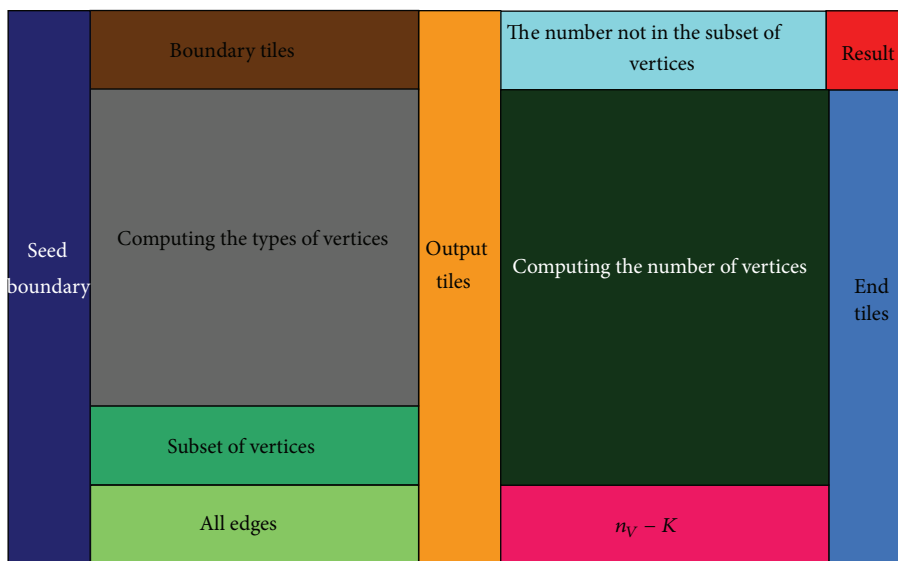 Boundary tiles
The number not in the subset of
vertices
Result
Seed
boundary
Computing the types of vertices
Output
tiles
Computing the number of vertices
End
tiles
Subset of vertices
All edges
n_V − K